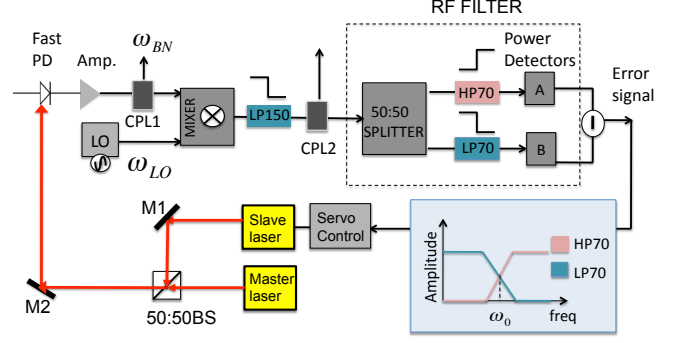 RF FILTER
Fast
PD
Amp.
ω_BN
CPL1
LO
ω_LO
MIXER
LP150
CPL2
50:50
SPLITTER
HP70
LP70
Power
Detectors
A
B
Error
signal
M1
Slave
laser
Servo
Control
Master
laser
M2
50:50BS
Amplitude
HP70
LP70
ω₀
freq